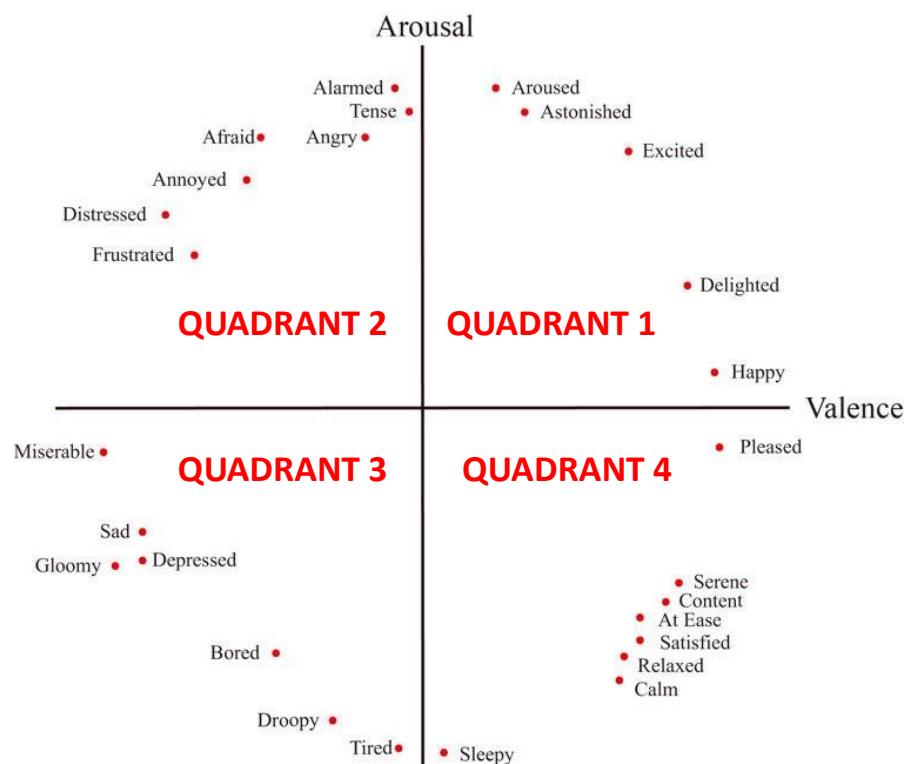 Arousal
Alarmed
Aroused
Tense
Astonished
Afraid
Angry
Excited
Annoyed
Distressed
Frustrated
Delighted
QUADRANT 2
QUADRANT 1
Happy
Valence
Miserable
Pleased
QUADRANT 3
QUADRANT 4
Sad
Depressed
Gloomy
Serene
Content
At Ease
Satisfied
Bored
Relaxed
Calm
Droopy
Tired
Sleepy